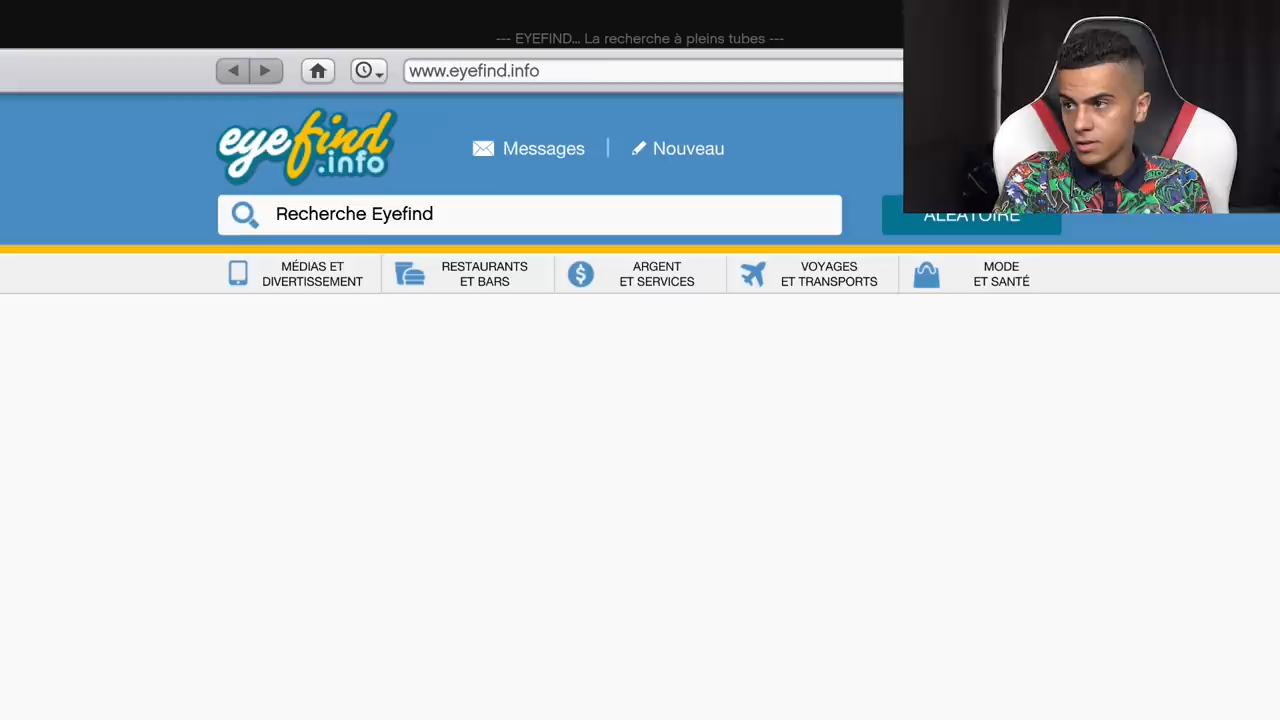 --- EYEFIND... La recherche à pleins tubes ---
www.eyefind.info
eyefind
.info
Messages
Nouveau
Recherche Eyefind
ALÉATOIRE
MÉDIAS ET
DIVERTISSEMENT
RESTAURANTS
ET BARS
ARGENT
ET SERVICES
VOYAGES
ET TRANSPORTS
MODE
ET SANTÉ